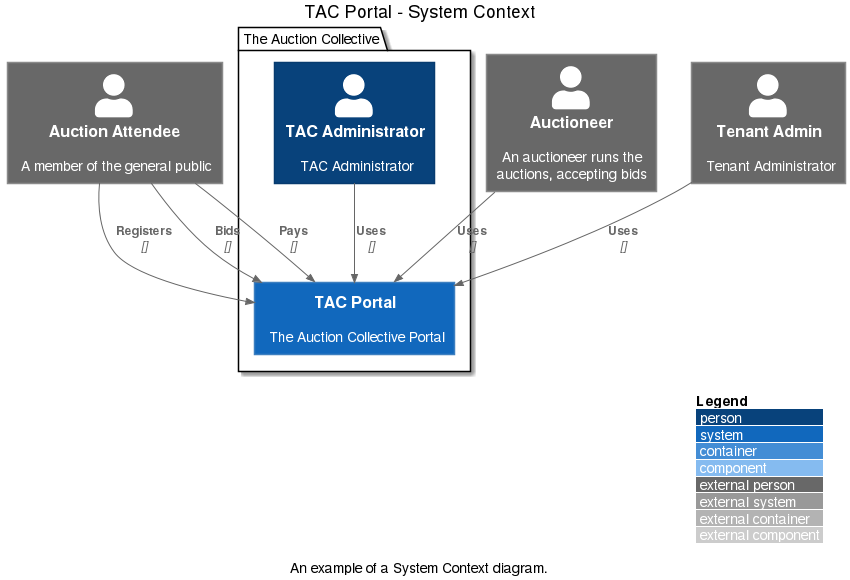 TAC Portal - System Context
The Auction Collective
Auction Attendee
A member of the general public
TAC Administrator
TAC Administrator
Auctioneer
An auctioneer runs the
auctions, accepting bids
Tenant Admin
Tenant Administrator
Registers
[]
Bids
[]
Pays
[]
Uses
[]
Uses
[]
Uses
[]
TAC Portal
The Auction Collective Portal
Legend
person
system
container
component
external person
external system
external container
external component
An example of a System Context diagram.